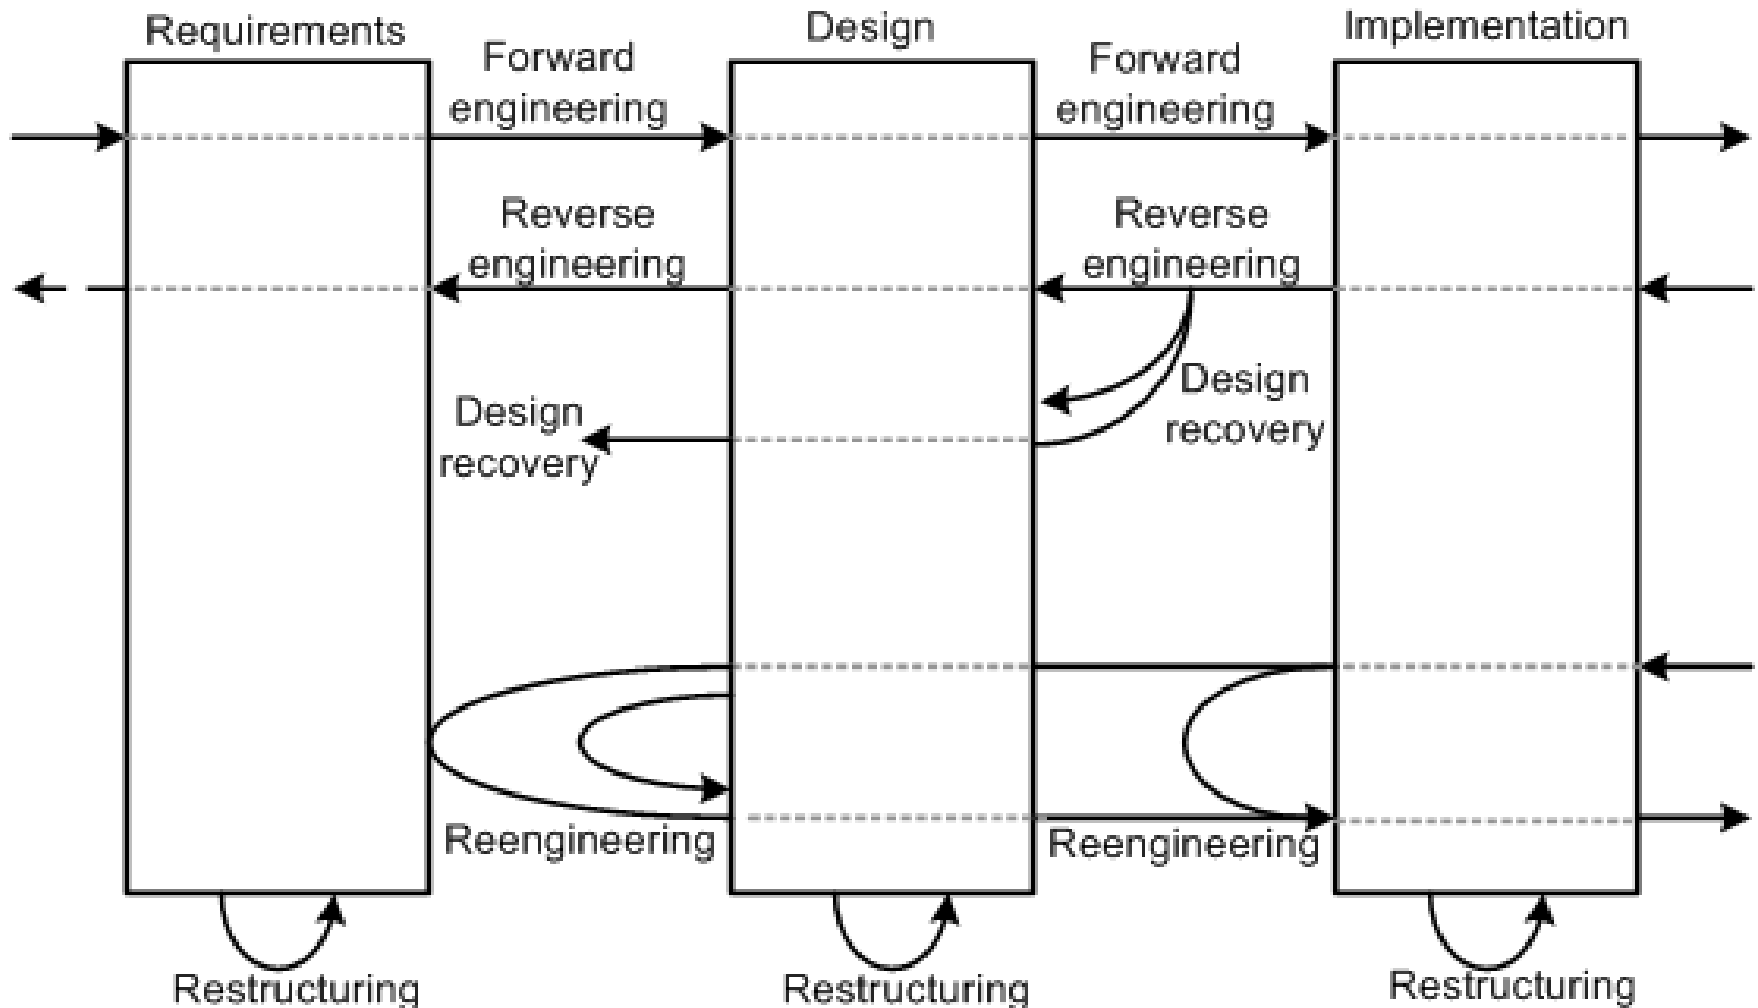 Requirements
Design
Implementation
Forward
engineering
Forward
engineering
Reverse
engineering
Reverse
engineering
Design
recovery
Design
recovery
Reengineering
Reengineering
Restructuring
Restructuring
Restructuring